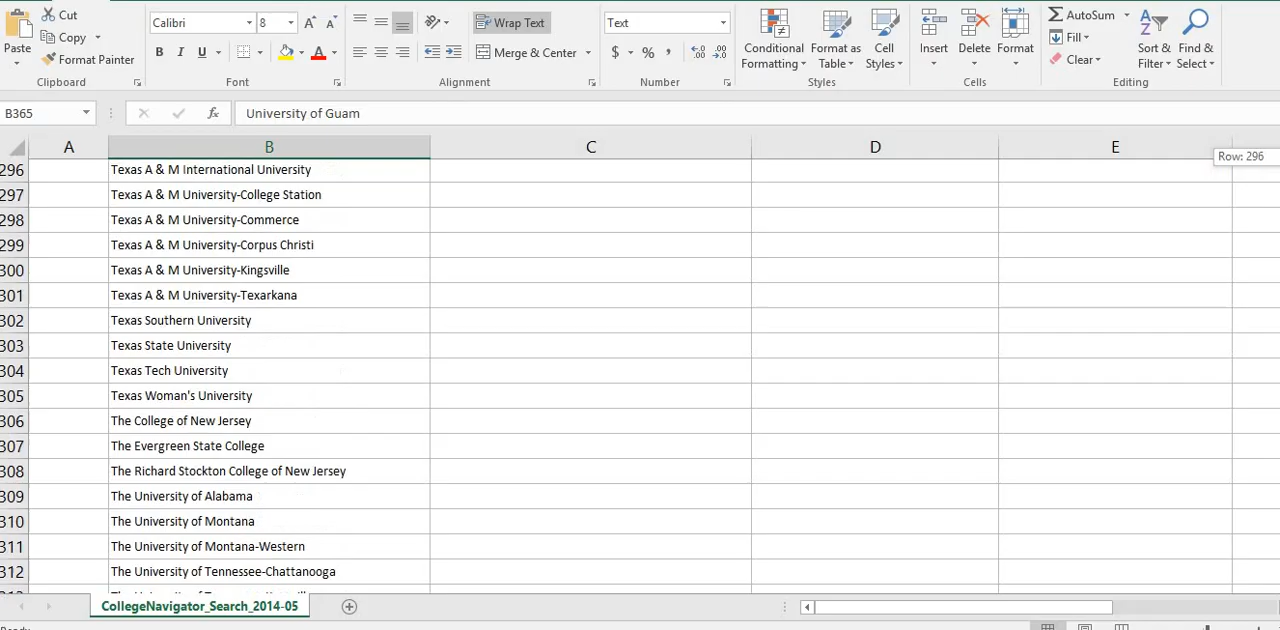 Cut
Copy
Format Painter
Paste
Clipboard
Calibri 8 A A
B I U A
Font
Wrap Text
Merge & Center
Alignment
Text
$ % , .00 .0
Number
Conditional Formatting
Format as Table
Cell Styles
Styles
Insert
Delete
Format
Cells
AutoSum
Fill
Clear
Sort & Filter
Find & Select
Editing
B365 fx University of Guam
A B C D E
Row: 296
296 Texas A & M International University
297 Texas A & M University-College Station
298 Texas A & M University-Commerce
299 Texas A & M University-Corpus Christi
300 Texas A & M University-Kingsville
301 Texas A & M University-Texarkana
302 Texas Southern University
303 Texas State University
304 Texas Tech University
305 Texas Woman's University
306 The College of New Jersey
307 The Evergreen State College
308 The Richard Stockton College of New Jersey
309 The University of Alabama
310 The University of Montana
311 The University of Montana-Western
312 The University of Tennessee-Chattanooga
CollegeNavigator_Search_2014-05